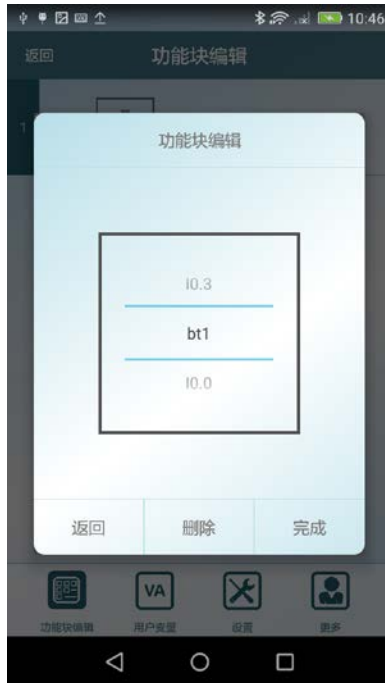 10:46
返回 功能块编辑
1
功能块编辑
I0.3
bt1
I0.0
返回 删除 完成
VA
功能块编辑 用户变量 设置 更多